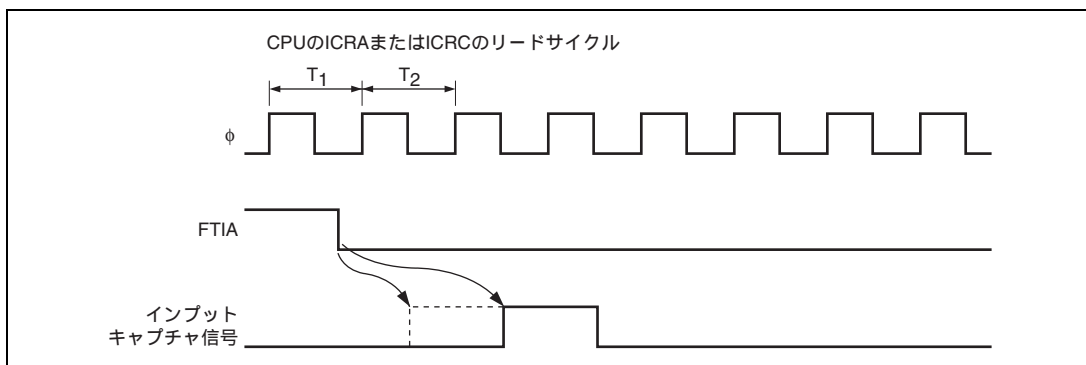 CPUのICRAまたはICRCのリードサイクル
T1 T2
φ
FTIA
インプット
キャプチャ信号